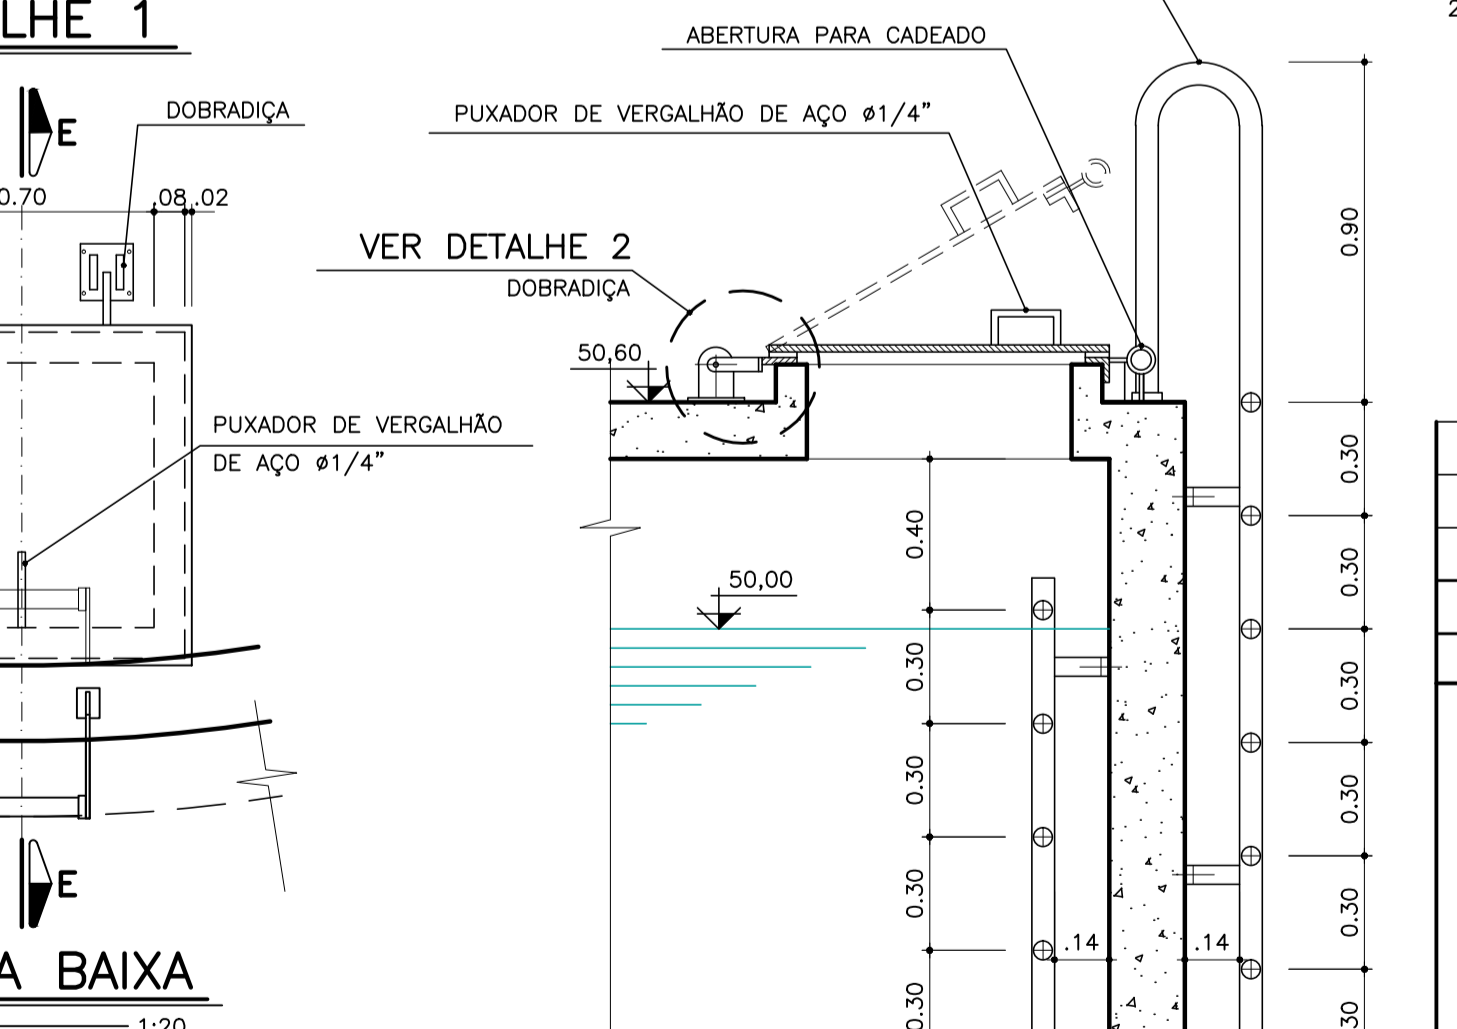 LHE 1
2
ABERTURA PARA CADEADO
DOBRADIÇA
PUXADOR DE VERGALHÃO DE AÇO ø1/4"
E
0.70
.08
.02
0.90
VER DETALHE 2
DOBRADIÇA
50,60
PUXADOR DE VERGALHÃO
DE AÇO ø1/4"
0.30
0.40
50,00
0.30
0.30
0.30
0.30
0.30
0.30
0.30
E
.14
.14
A BAIXA
0.30
30
1:20